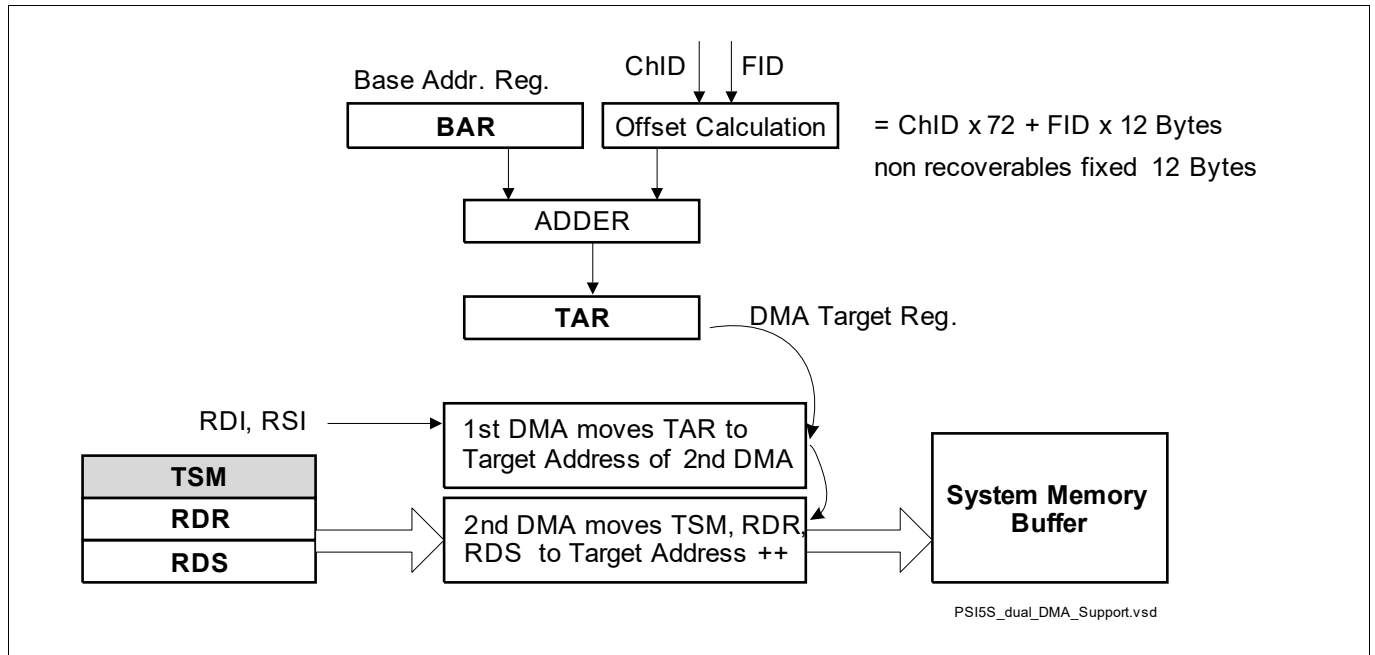 ChID FID
Base Addr. Reg.
BAR
Offset Calculation
= ChID x 72 + FID x 12 Bytes
non recoverables fixed 12 Bytes
ADDER
TAR
DMA Target Reg.
RDI, RSI
1st DMA moves TAR to
Target Address of 2nd DMA
TSM
RDR
RDS
2nd DMA moves TSM, RDR,
RDS to Target Address ++
System Memory
Buffer
PSI5S_dual_DMA_Support.vsd